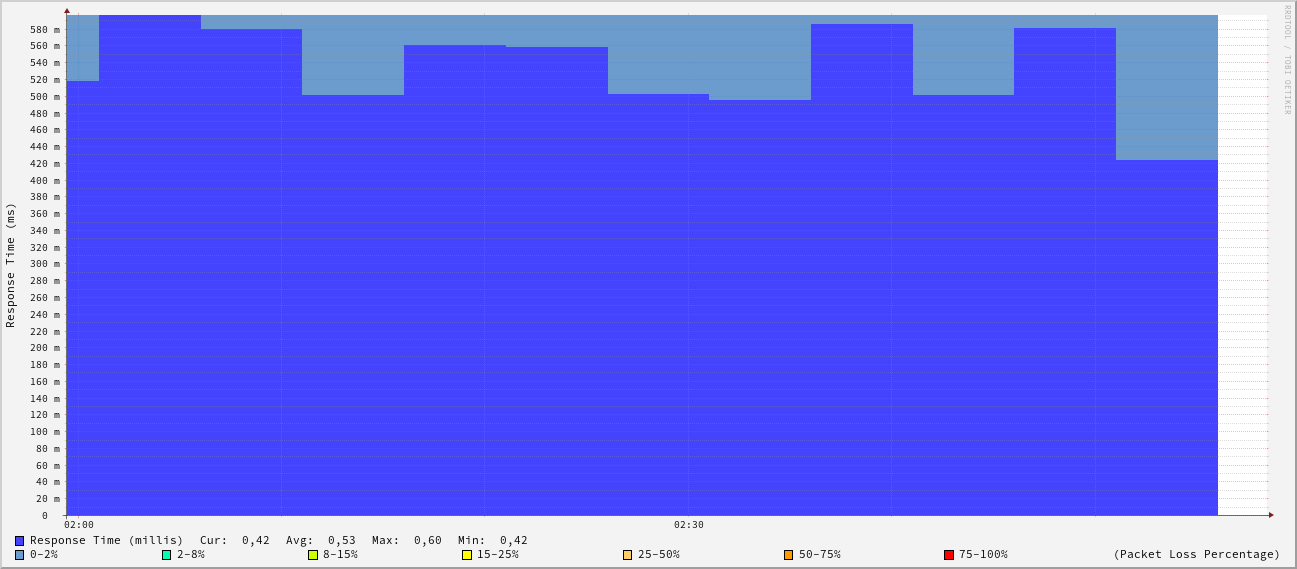 RRDTOOL / TOBI OETIKER
Response Time (ms)
580 m
560 m
540 m
520 m
500 m
480 m
460 m
440 m
420 m
400 m
380 m
360 m
340 m
320 m
300 m
280 m
260 m
240 m
220 m
200 m
180 m
160 m
140 m
120 m
100 m
80 m
60 m
40 m
20 m
0
02:00 02:30
Response Time (millis) Cur: 0,42 Avg: 0,53 Max: 0,60 Min: 0,42
0-2% 2-8% 8-15% 15-25% 25-50% 50-75% 75-100% (Packet Loss Percentage)